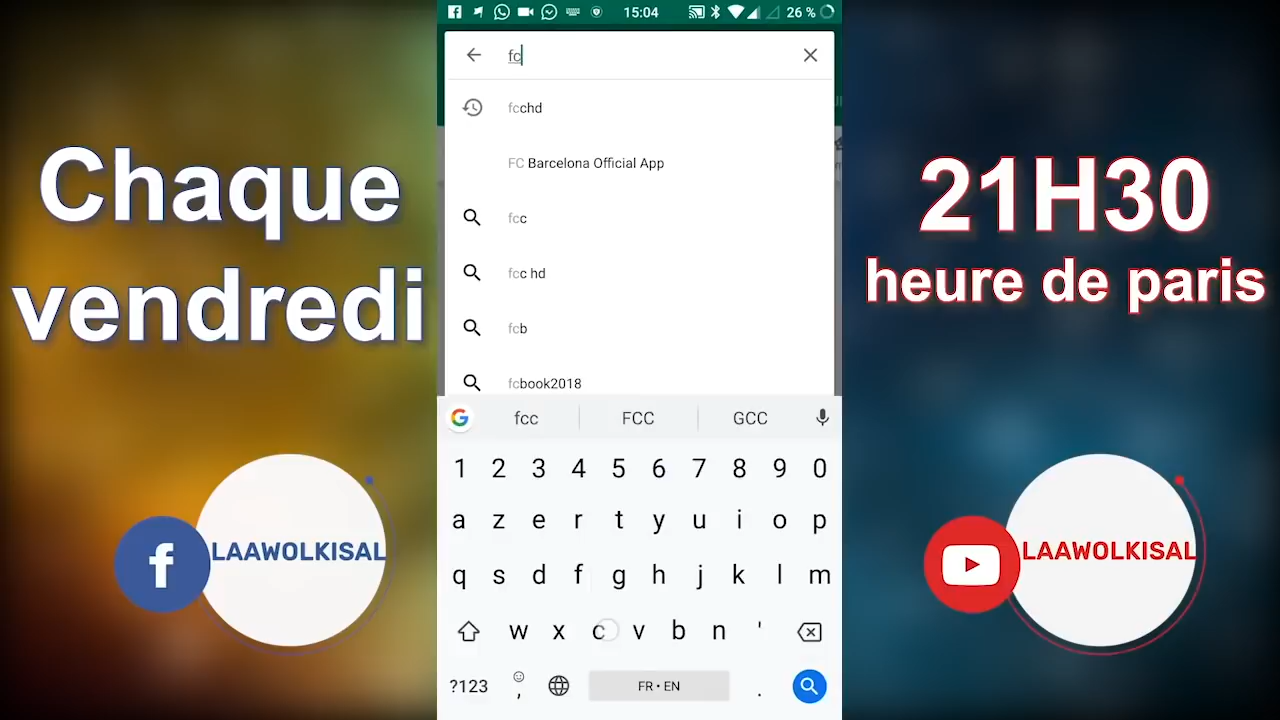 Chaque
vendredi
LAAWOLKISAL
15:04
26 %
fc
fcchd
FC Barcelona Official App
fcc
fcc hd
fcb
fcbook2018
fcc FCC GCC
1 2 3 4 5 6 7 8 9 0
a z e r t y u i o p
q s d f g h j k l m
w x c v b n '
?123 , FR • EN .
21H30
heure de paris
LAAWOLKISAL